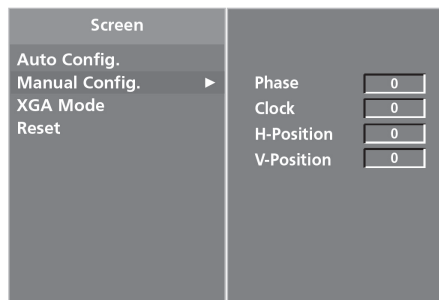 Screen
Auto Config.
Manual Config. ►
XGA Mode
Reset
Phase 0
Clock 0
H-Position 0
V-Position 0